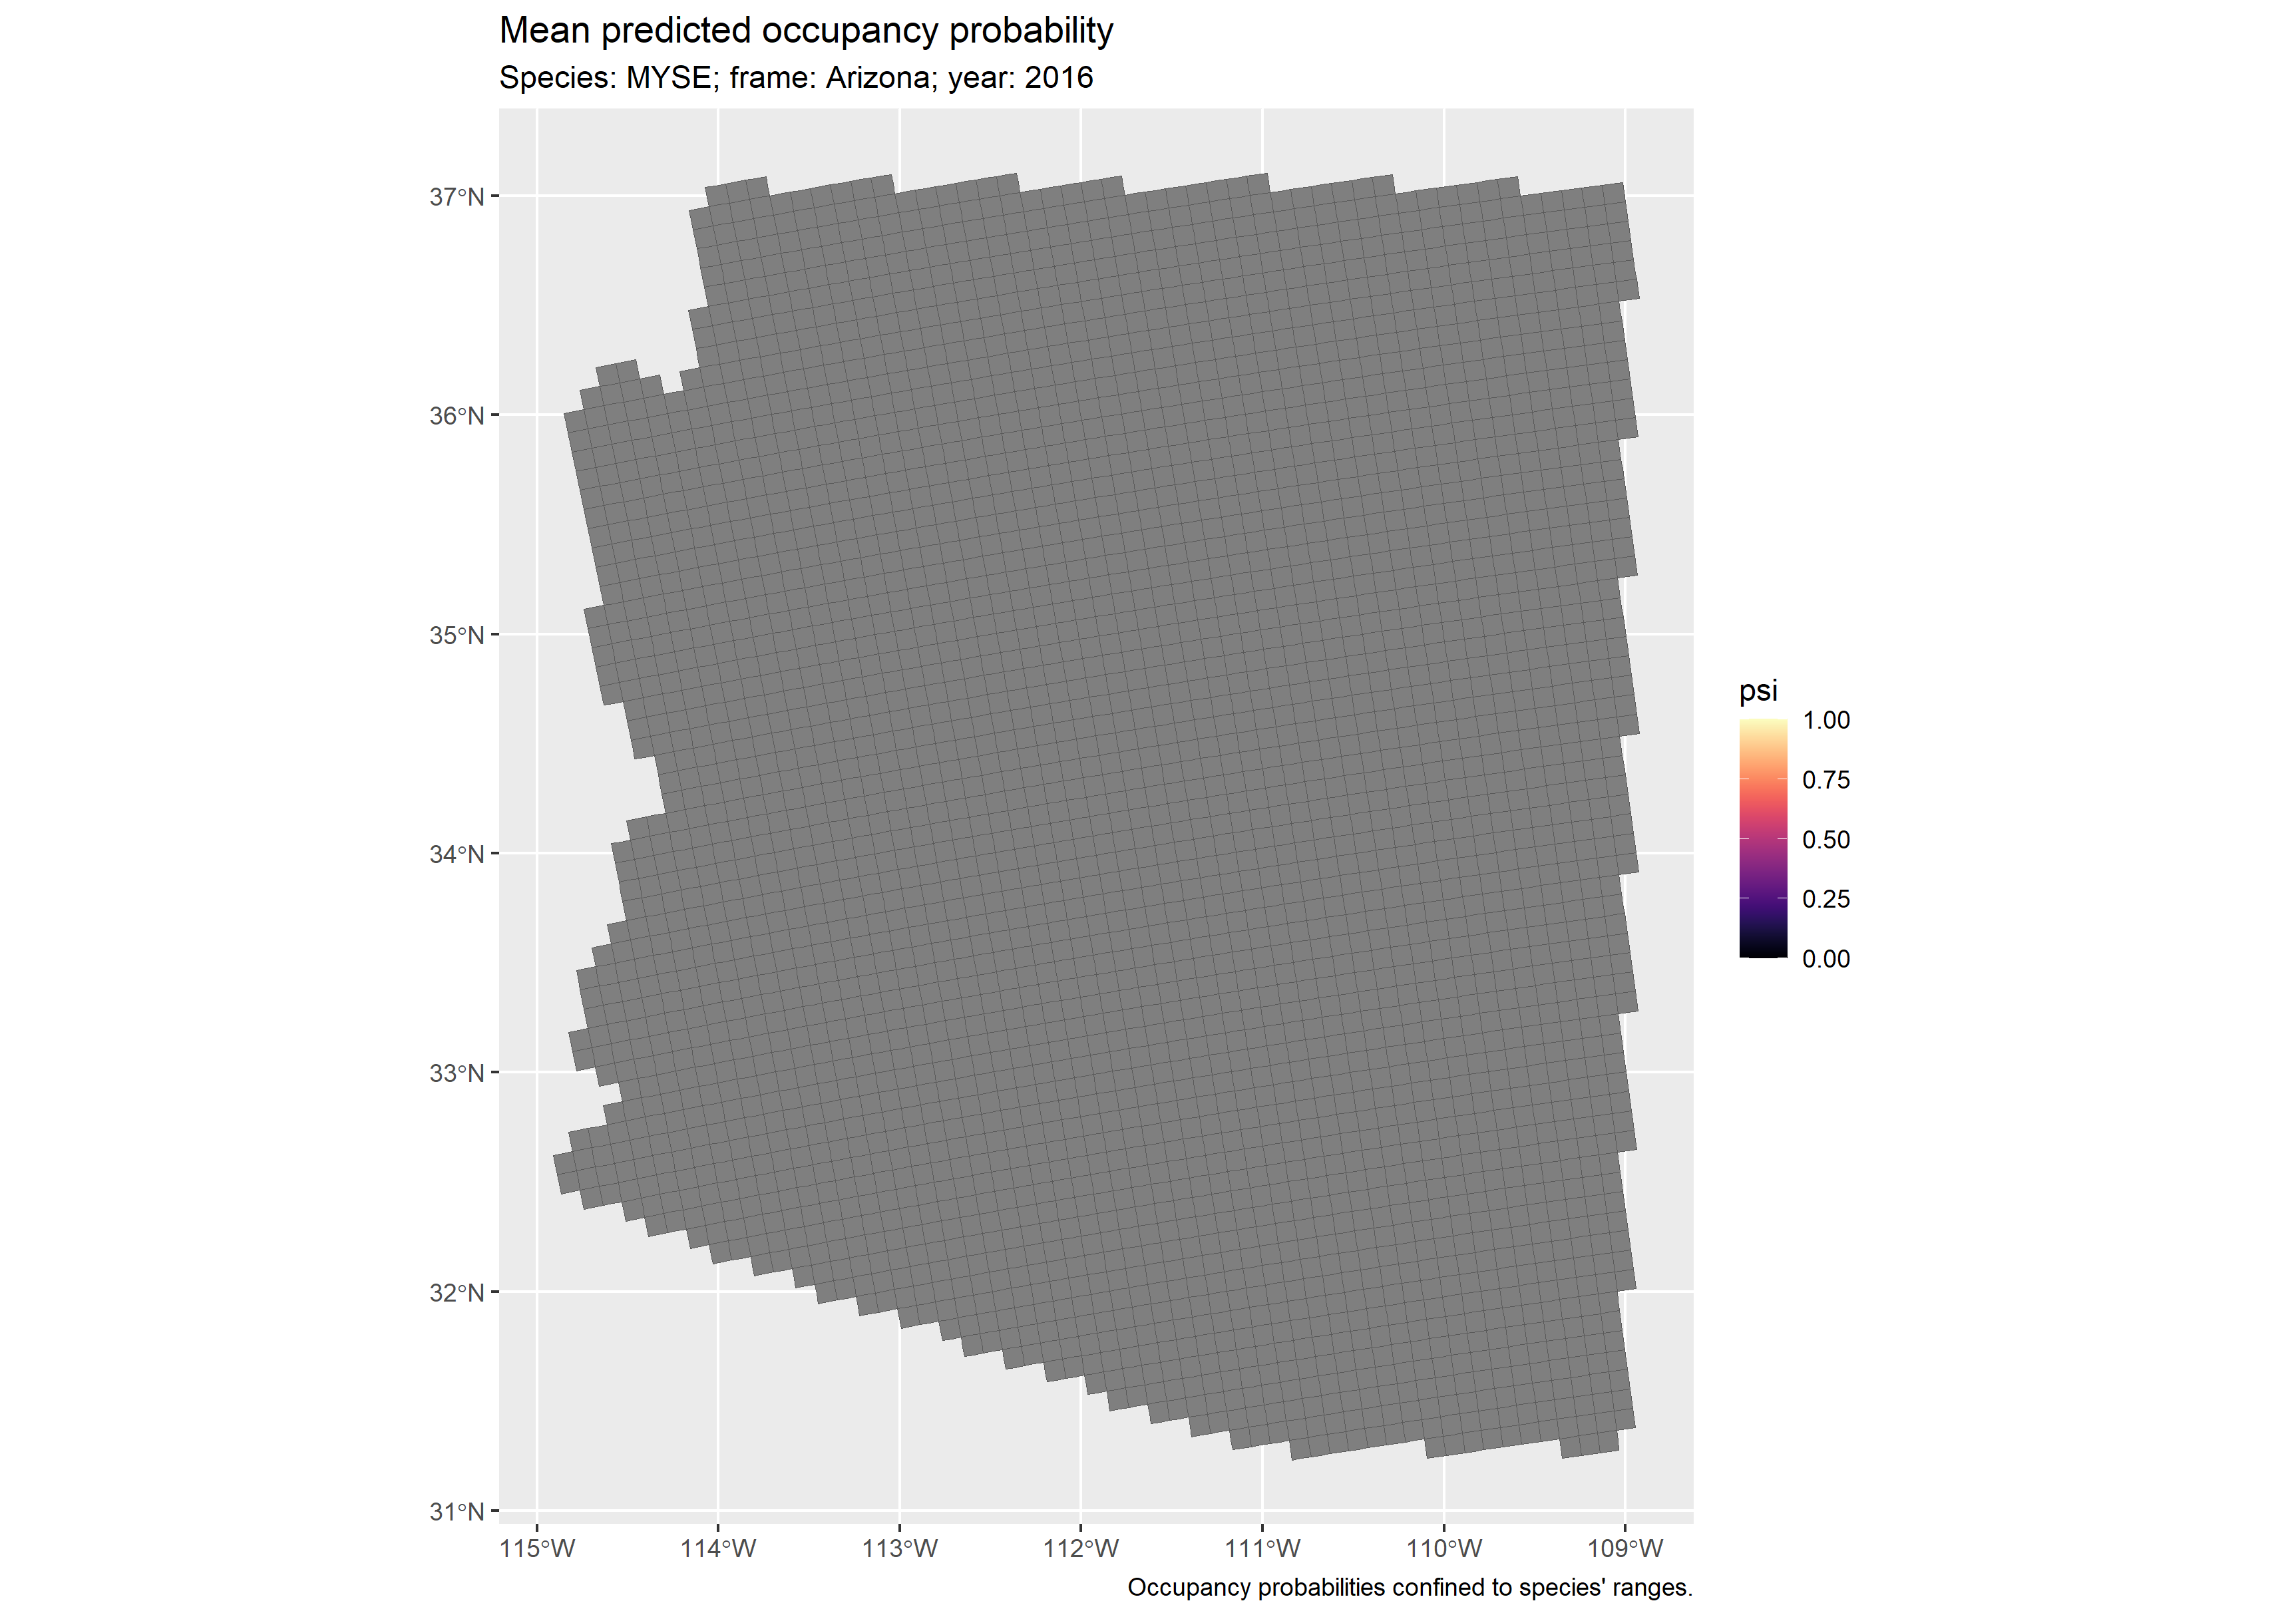 Mean predicted occupancy probability
Species: MYSE; frame: Arizona; year: 2016
37°N
36°N
35°N
34°N
33°N
32°N
31°N
115°W 114°W 113°W 112°W 111°W 110°W 109°W
psi
1.00
0.75
0.50
0.25
0.00
Occupancy probabilities confined to species' ranges.